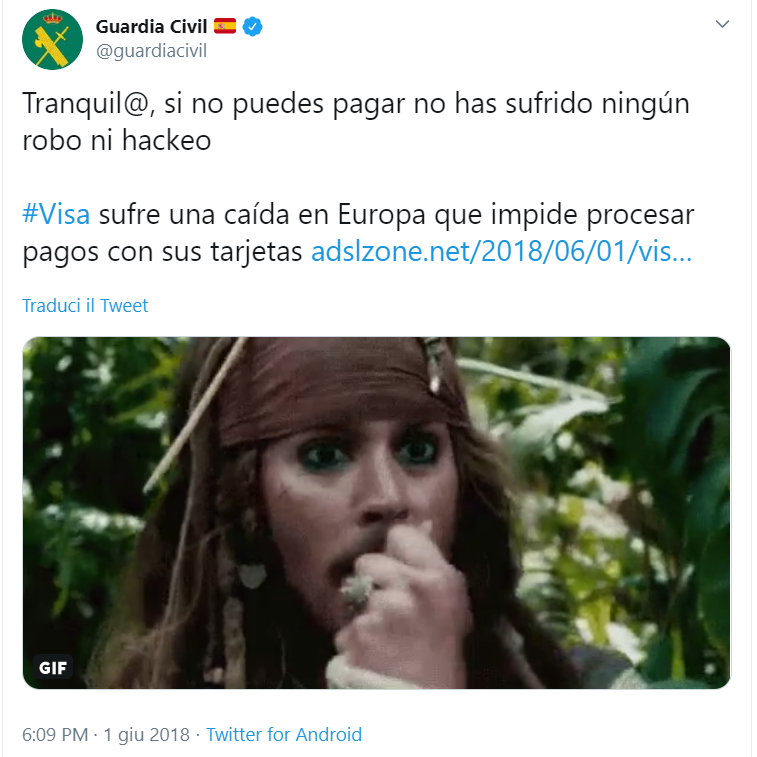 Guardia Civil
@guardiacivil
Tranquil@, si no puedes pagar no has sufrido ningún
robo ni hackeo
#Visa sufre una caída en Europa que impide procesar
pagos con sus tarjetas adslzone.net/2018/06/01/vis...
Traduci il Tweet
GIF
6:09 PM · 1 giu 2018 · Twitter for Android